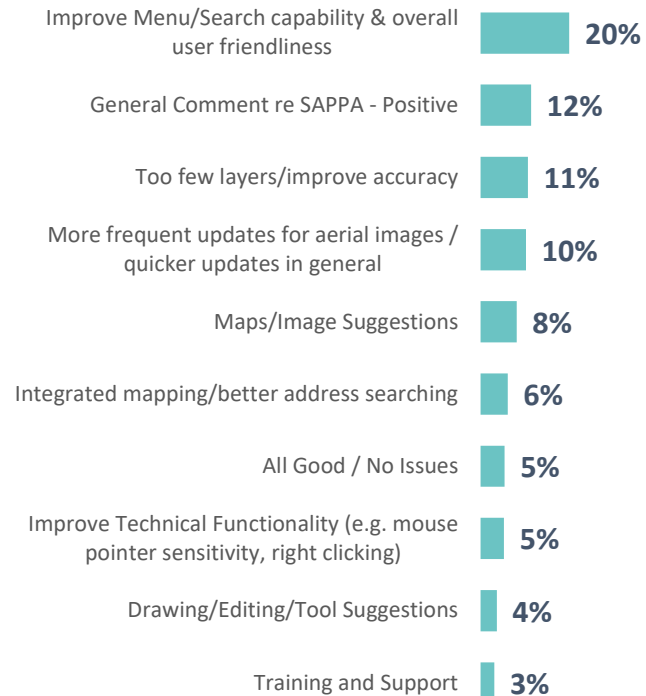 Improve Menu/Search capability & overall
user friendliness
20%
General Comment re SAPPA - Positive
12%
Too few layers/improve accuracy
11%
More frequent updates for aerial images /
quicker updates in general
10%
Maps/Image Suggestions
8%
Integrated mapping/better address searching
6%
All Good / No Issues
5%
Improve Technical Functionality (e.g. mouse
pointer sensitivity, right clicking)
5%
Drawing/Editing/Tool Suggestions
4%
Training and Support
3%